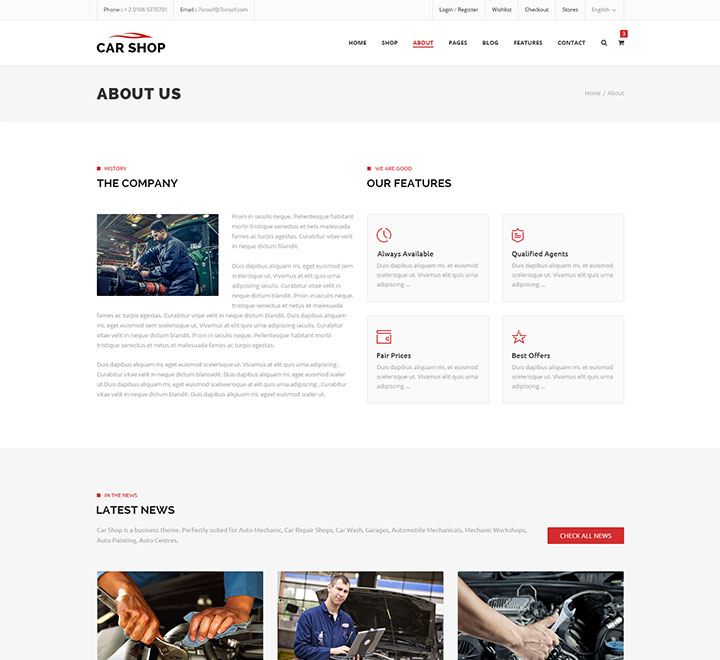 Phone : + 2 0106 5370701
Email : 7oroof@7oroof.com
Login / Register
Wishlist
Checkout
Stores
English
CAR SHOP
HOME
SHOP
ABOUT
PAGES
BLOG
FEATURES
CONTACT
3
ABOUT US
Home / About
HISTORY
THE COMPANY
Proin in iaculis neque. Pellentesque habitant
morbi tristique senectus et nets malesuada
fames ac turpis egestas. Curabitur vitae velit
in neque dictum blandit.
Duis dapibus aliquam mi, eget euismod sem
scelerisque ut. Vivamus at elit quis urna
adipiscing iaculis. Curabitur vitae velit in
neque dictum blandit. Proin in iaculis neque,
tristique senectus et netus et malesuada
fames ac turpis egestas. Curabitur vitae velit in neque dictum blandit. Duis dapibus aliquam
mi, eget euismod sem scelerisque ut. Vivamus at elit quis urna adipiscing iaculis. Curabitur
vitae velit in neque dictum blandit. Proin in iaculis neque. Pellentesque habitant morbi
tristique senectus et netus et malesuada fames ac turpis egestas.
Duis dapibus aliquam mi, eget euismod scelerisque ut. Vivamus at elit quis urna adipiscing .
Curabitur vitae velit in neque dictum blansadit. Duis dapibus aliquam mi, eget euismod sceler
ut.Duis dapibus aliquam mi, eget euismod scelseerisque at elit quis urna adipiscing . Curabitur
vitae velit in neque dictum. Duis dapibus aliquam mi, eget euismod sceler ut.
WE ARE GOOD
OUR FEATURES
Always Available
Duis dapibus aliquam mi, et euismod
scelerisque ut. Vivamus elit quis urna
adipiscing ...
Qualified Agents
Duis dapibus aliquam mi, et euismod
scelerisque ut. Vivamus elit quis urna
adipiscing ...
Fair Prices
Duis dapibus aliquam mi, et euismod
scelerisque ut. Vivamus elit quis urna
adipiscing ...
Best Offers
Duis dapibus aliquam mi, et euismod
scelerisque ut. Vivamus elit quis urna
adipiscing ...
IN THE NEWS
LATEST NEWS
Car Shop is a business theme. Perfectly suited for Auto Mechanic, Car Repair Shops, Car Wash, Garages, Automobile Mechanicals, Mechanic Workshops,
Auto Painting, Auto Centres.
CHECK ALL NEWS